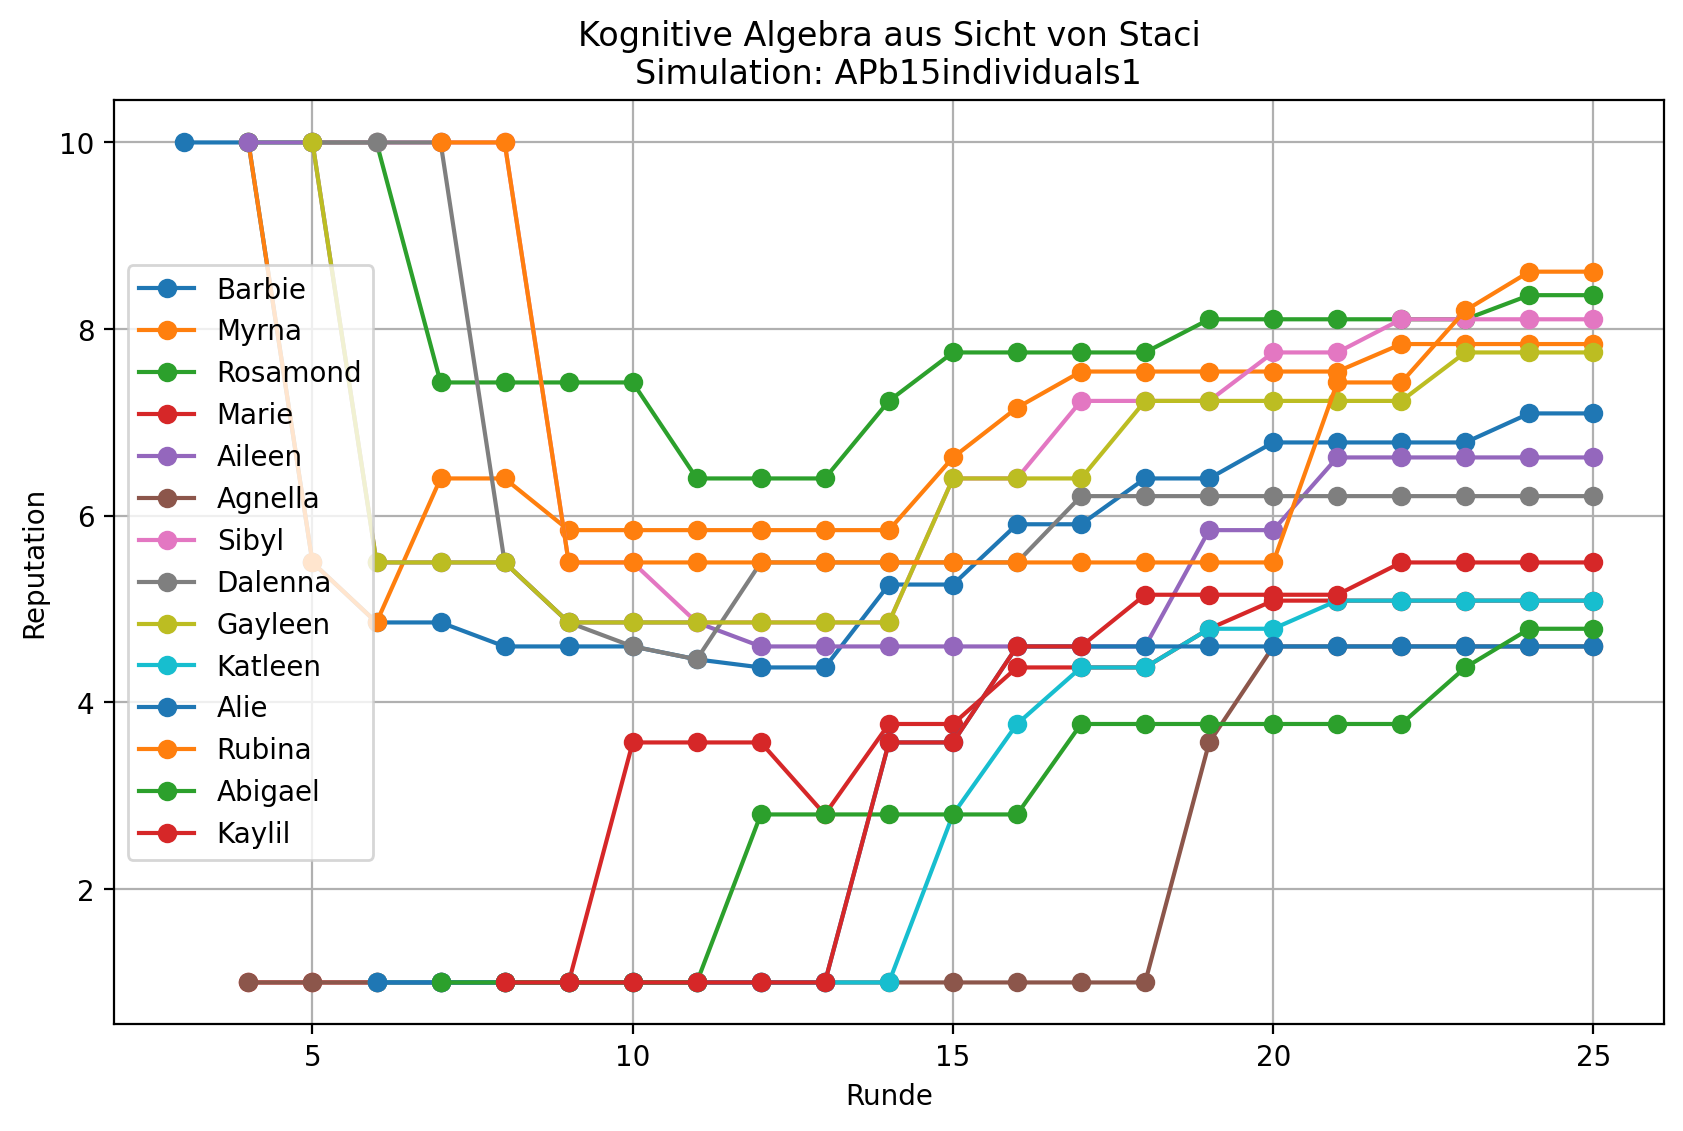 Kognitive Algebra aus Sicht von Staci
Simulation: APb15individuals1
10
8
6
4
2
Reputation
Barbie
Myrna
Rosamond
Marie
Aileen
Agnella
Sibyl
Dalenna
Gayleen
Katleen
Alie
Rubina
Abigael
Kaylil
5
10
15
20
25
Runde